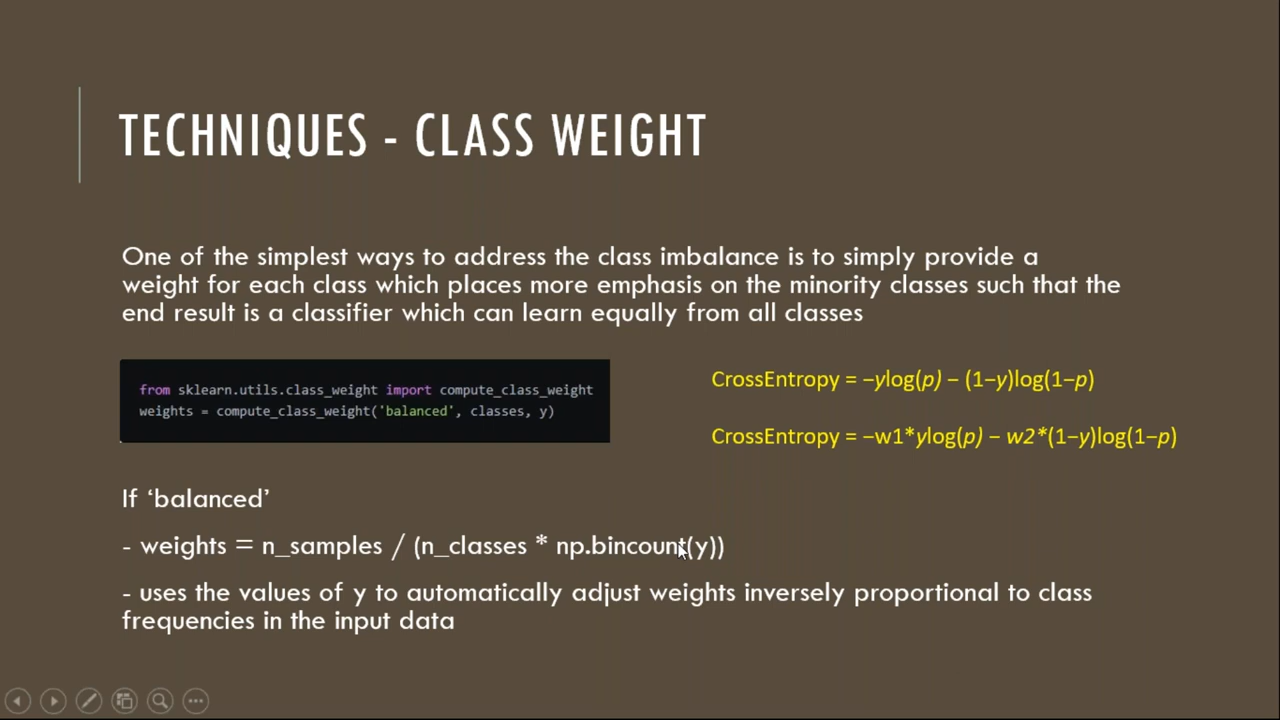 TECHNIQUES - CLASS WEIGHT
One of the simplest ways to address the class imbalance is to simply provide a
weight for each class which places more emphasis on the minority classes such that the
end result is a classifier which can learn equally from all classes
from sklearn.utils.class_weight import compute_class_weight
weights = compute_class_weight('balanced', classes, y)
CrossEntropy = −ylog(p) − (1−y)log(1−p)
CrossEntropy = −w1*ylog(p) − w2*(1−y)log(1−p)
If ‘balanced’
- weights = n_samples / (n_classes * np.bincount(y))
- uses the values of y to automatically adjust weights inversely proportional to class
frequencies in the input data